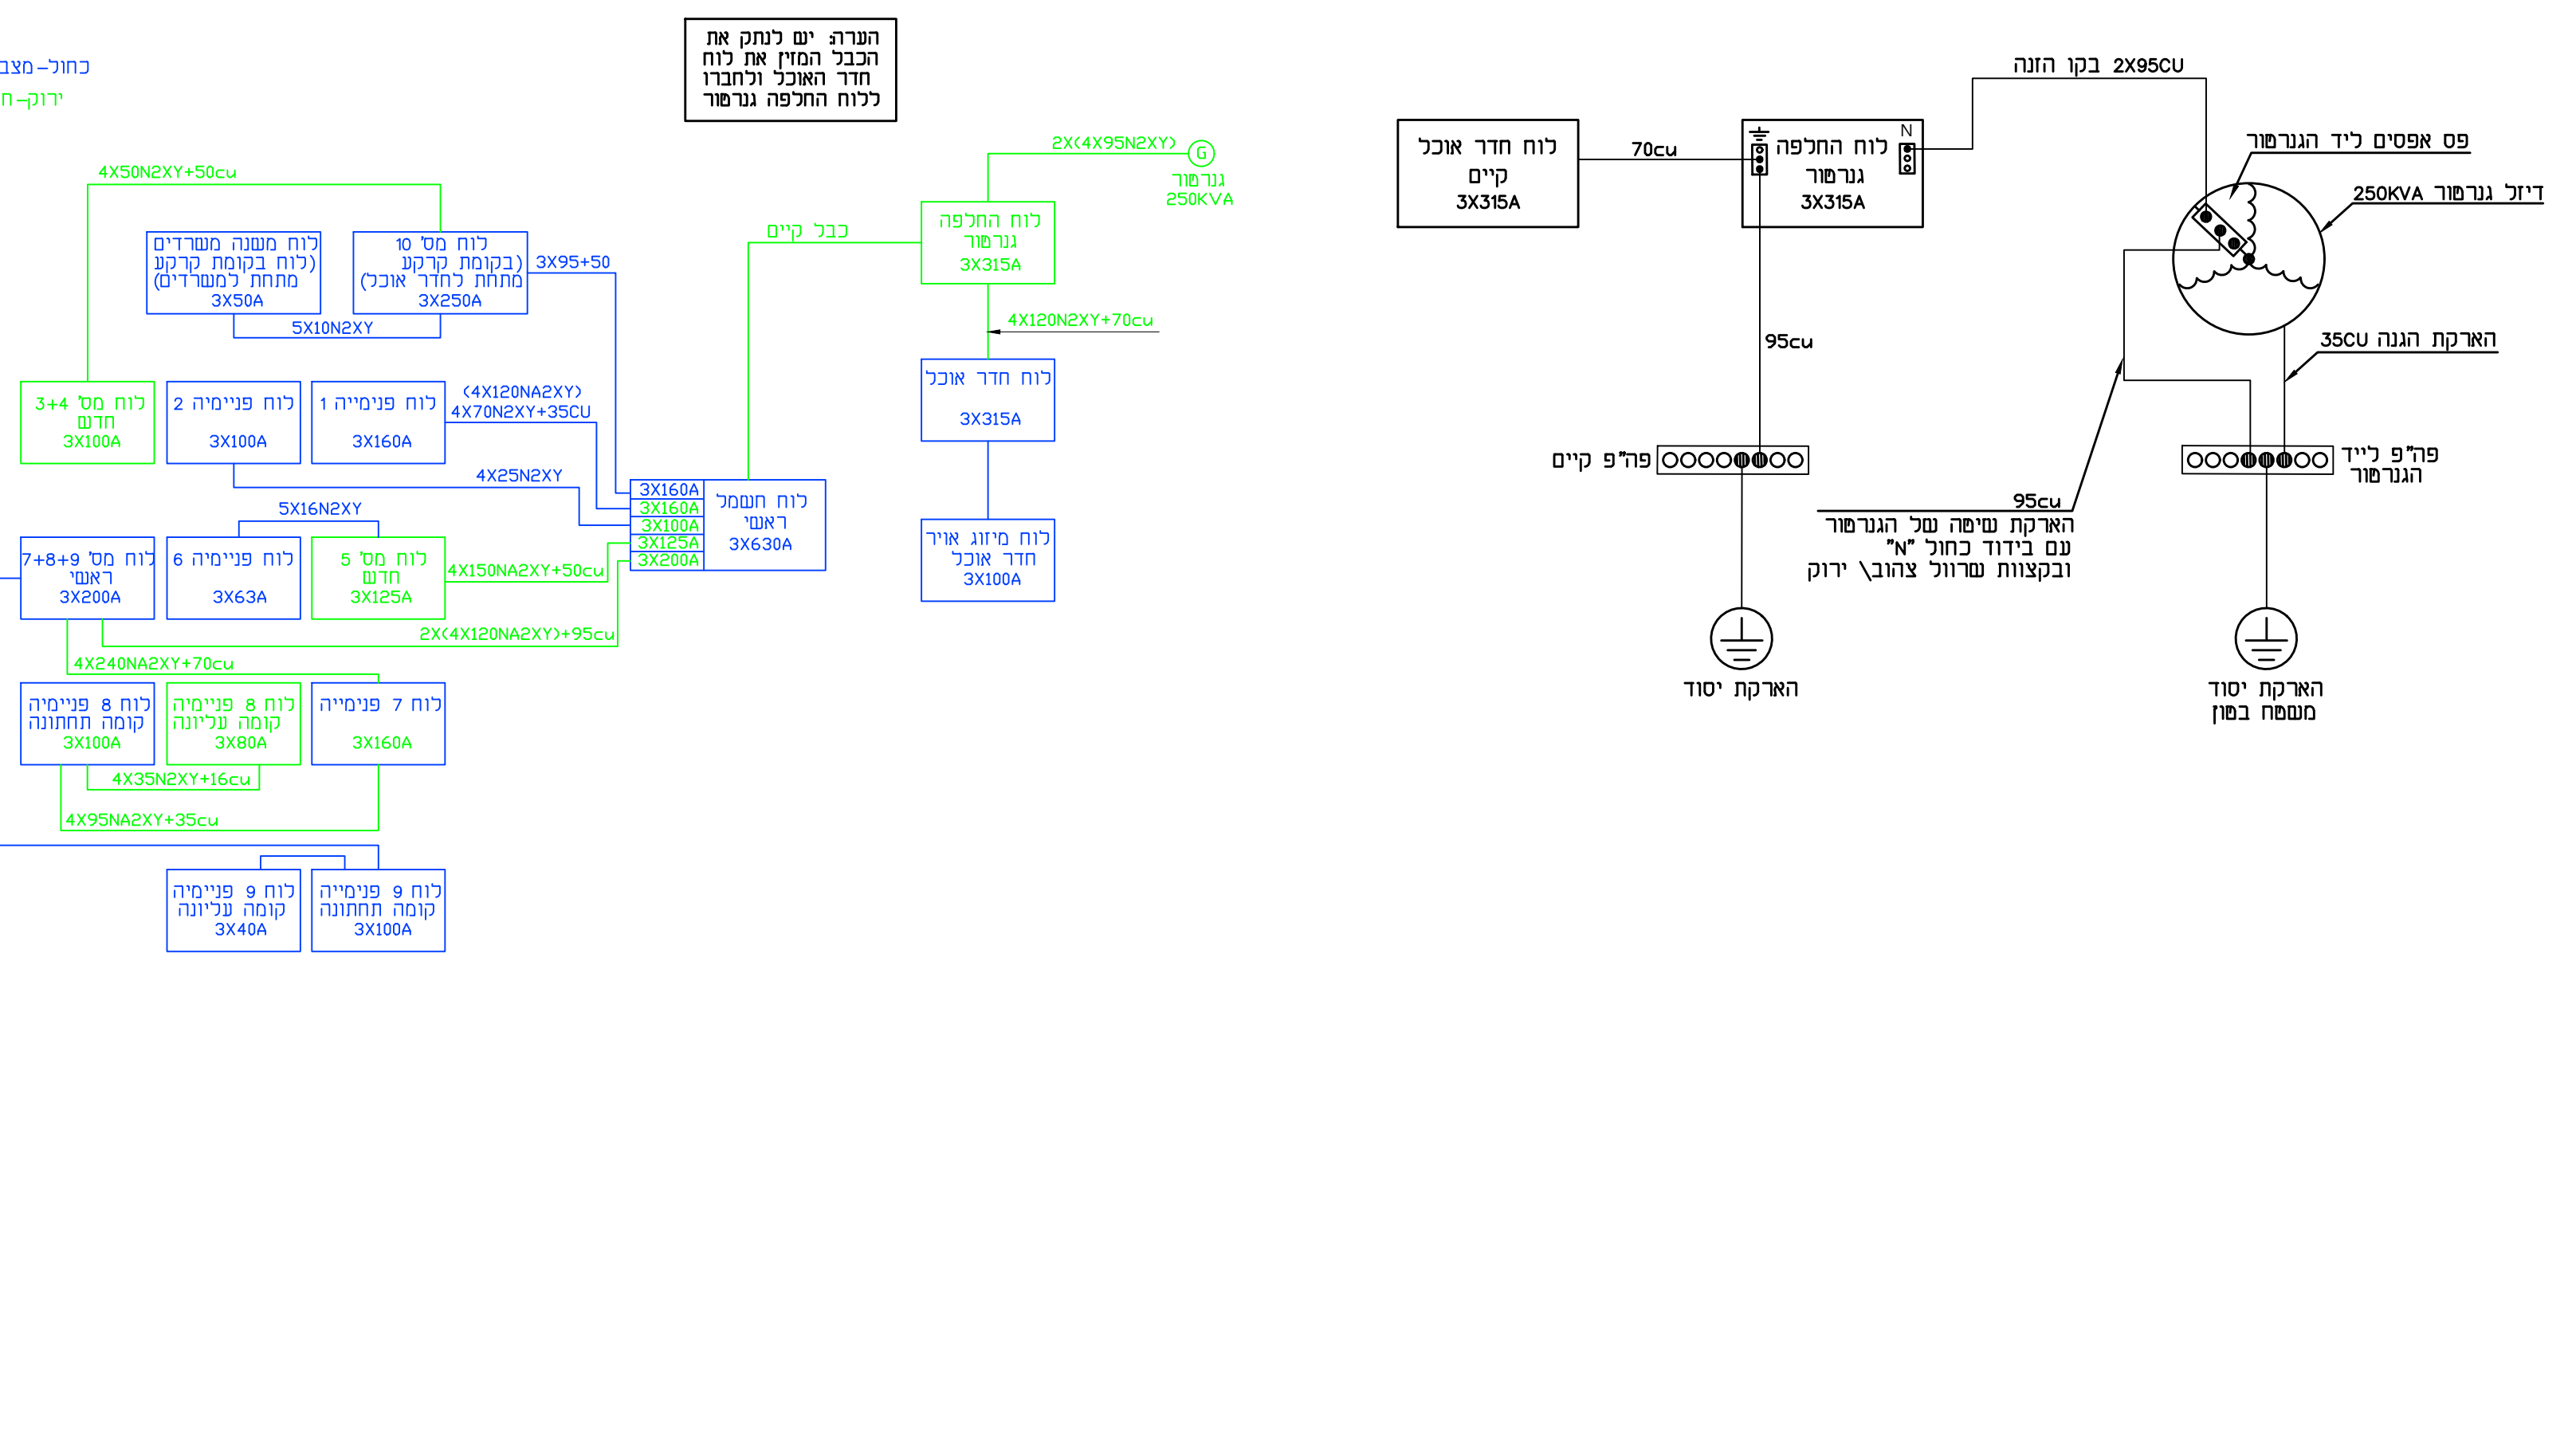 הערה: יש לנתק את
הכבל המזין את לוח
חדר האוכל ולחברו
ללוח החלפה גנרטור
כחול-מצב
ירוק-ח
2X(4X95N2XY)
G
גנרטור
250KVA
לוח החלפה
גנרטור
3X315A
כבל קיים
4X120N2XY+70cu
לוח חדר אוכל
3X315A
לוח מיזוג אויר
חדר אוכל
3X100A
4X50N2XY+50cu
לוח מס' 10
(בקומת קרקע
מתחת לחדר אוכל)
3X250A
לוח משנה משרדים
(לוח בקומת קרקע
מתחת למשרדים)
3X50A
3X95+50
5X10N2XY
לוח פנימייה 1
3X160A
לוח פניימיה 2
3X100A
לוח מס' 3+4
חדש
3X100A
(4X120NA2XY)
4X70N2XY+35CU
4X25N2XY
לוח חשמל
ראשי
3X630A
3X160A
3X160A
3X100A
3X125A
3X200A
5X16N2XY
לוח מס' 5
חדש
3X125A
לוח פניימיה 6
3X63A
לוח מס' 7+8+9
ראשי
3X200A
4X150NA2XY+50cu
2X(4X120NA2XY)+95cu
4X240NA2XY+70cu
לוח 7 פנימייה
3X160A
לוח 8 פניימיה
קומה עליונה
3X80A
לוח 8 פניימיה
קומה תחתונה
3X100A
4X35N2XY+16cu
4X95NA2XY+35cu
לוח 9 פנימייה
קומה תחתונה
3X100A
לוח 9 פניימיה
קומה עליונה
3X40A
2X95CU בקו הזנה
פס אפסים ליד הגנרטור
דיזל גנרטור 250KVA
לוח החלפה
גנרטור
3X315A
N
70cu
לוח חדר אוכל
קיים
3X315A
95cu
הארקת הגנה 35CU
פה"פ קיים
פה"פ לייד
הגנרטור
95cu
הארקת שיטה של הגנרטור
עם בידוד כחול "N"
ובקצוות שרוול צהוב\ ירוק
הארקת יסוד
הארקת יסוד
משטח בטון